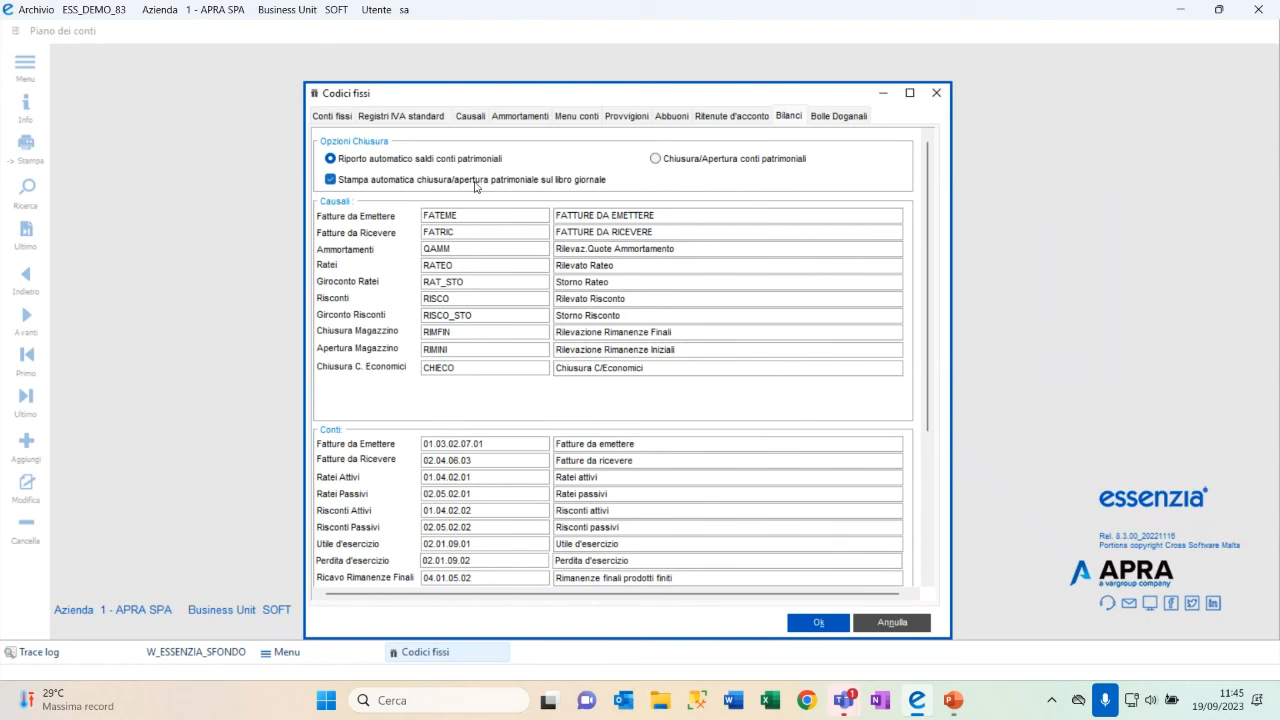 Archivio ESS_DEMO_83 Azienda 1 - APRA SPA Business Unit SOFT Utente sa
Piano dei conti
Menu
Info
-> Stampa
Ricerca
Ultimo
Indietro
Avanti
Primo
Ultimo
Aggiungi
Modifica
Cancella
Codici fissi
Conti fissi Registri IVA standard Causali Ammortamenti Menu conti Provvigioni Abbuoni Ritenute d'acconto Bilanci Bolle Doganali
Opzioni Chiusura
Riporto automatico saldi conti patrimoniali Chiusura/Apertura conti patrimoniali
Stampa automatica chiusura/apertura patrimoniale sul libro giornale
Causali :
Fatture da Emettere FATEME FATTURE DA EMETTERE
Fatture da Ricevere FATRIC FATTURE DA RICEVERE
Ammortamenti QAMM Rilevaz.Quote Ammortamento
Ratei RATEO Rilevato Rateo
Giroconto Ratei RAT_STO Storno Rateo
Risconti RISCO Rilevato Risconto
Girconto Risconti RISCO_STO Storno Risconto
Chiusura Magazzino RIMFIN Rilevazione Rimanenze Finali
Apertura Magazzino RIMINI Rilevazione Rimanenze Iniziali
Chiusura C. Economici CHIECO Chiusura C/Economici
Conti:
Fatture da Emettere 01.03.02.07.01 Fatture da emettere
Fatture da Ricevere 02.04.06.03 Fatture da ricevere
Ratei Attivi 01.04.02.01 Ratei attivi
Ratei Passivi 02.05.02.01 Ratei passivi
Risconti Attivi 01.04.02.02 Risconti attivi
Risconti Passivi 02.05.02.02 Risconti passivi
Utile d'esercizio 02.01.09.01 Utile d'esercizio
Perdita d'esercizio 02.01.09.02 Perdita d'esercizio
Ricavo Rimanenze Finali 04.01.05.02 Rimanenze finali prodotti finiti
Ok Annulla
essenzia
Rel. 8.3.00_20221116
Portions copyright Cross Software Malta
APRA
a vargroup company
Azienda 1 - APRA SPA Business Unit SOFT
Trace log W_ESSENZIA_SFONDO Menu Codici fissi
29°C
Massima record
Cerca
1
11:45
19/09/2023